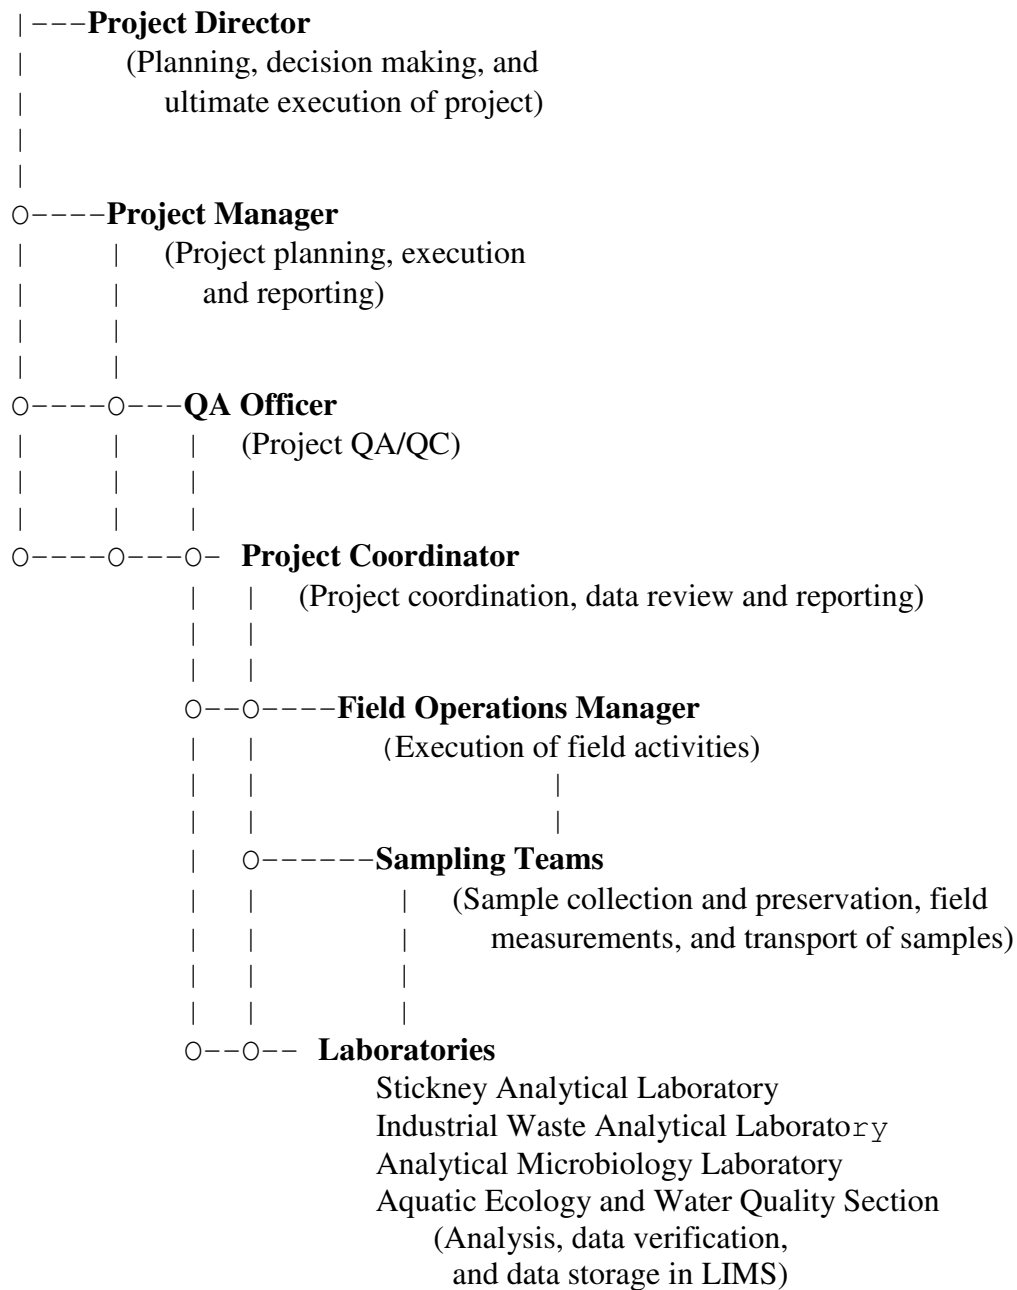 |---Project Director
(Planning, decision making, and
ultimate execution of project)
O----Project Manager
(Project planning, execution
and reporting)
O----O---QA Officer
(Project QA/QC)
O----O---O- Project Coordinator
(Project coordination, data review and reporting)
O--O----Field Operations Manager
(Execution of field activities)
O------Sampling Teams
(Sample collection and preservation, field
measurements, and transport of samples)
O--O-- Laboratories
Stickney Analytical Laboratory
Industrial Waste Analytical Laboratory
Analytical Microbiology Laboratory
Aquatic Ecology and Water Quality Section
(Analysis, data verification,
and data storage in LIMS)